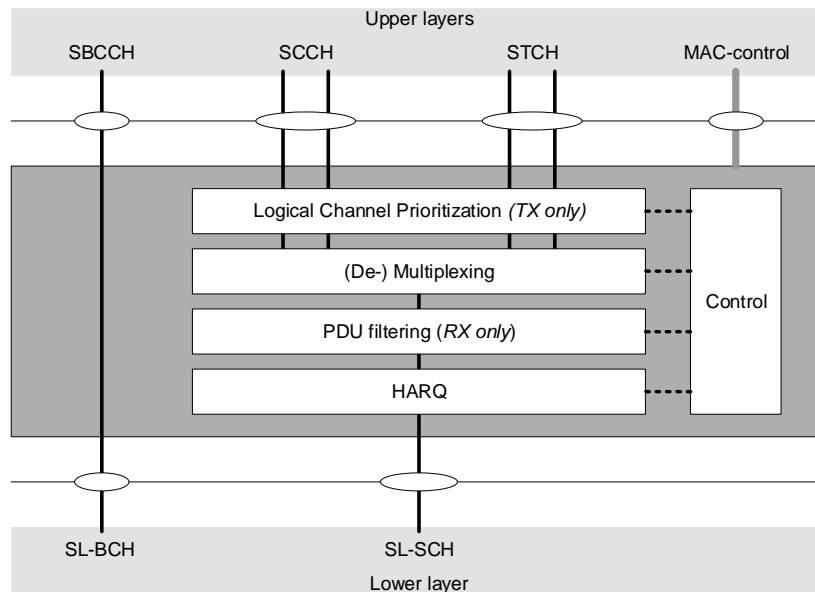 Upper layers
SBCCH SCCH STCH MAC-control
Logical Channel Prioritization (TX only)
(De-) Multiplexing
Control
PDU filtering (RX only)
HARQ
SL-BCH SL-SCH
Lower layer